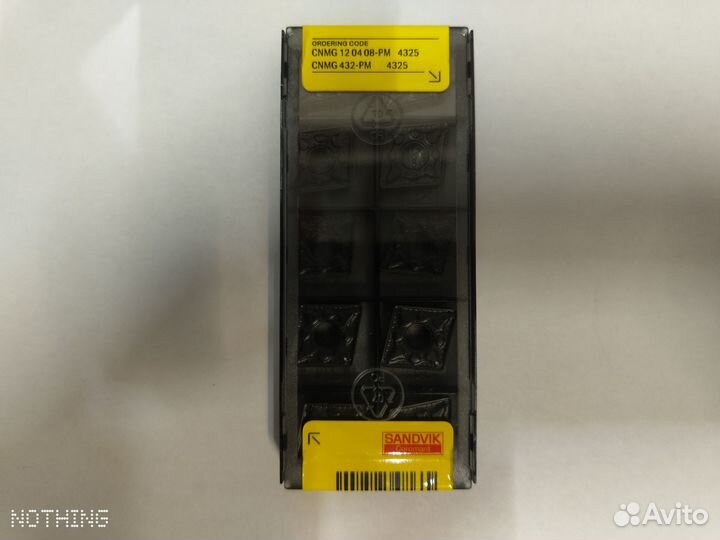 ORDERING CODE
CNMG 12 04 08-PM 4325
CNMG 432-PM 4325
SANDVIK
Coromant
NOTHING
Avito